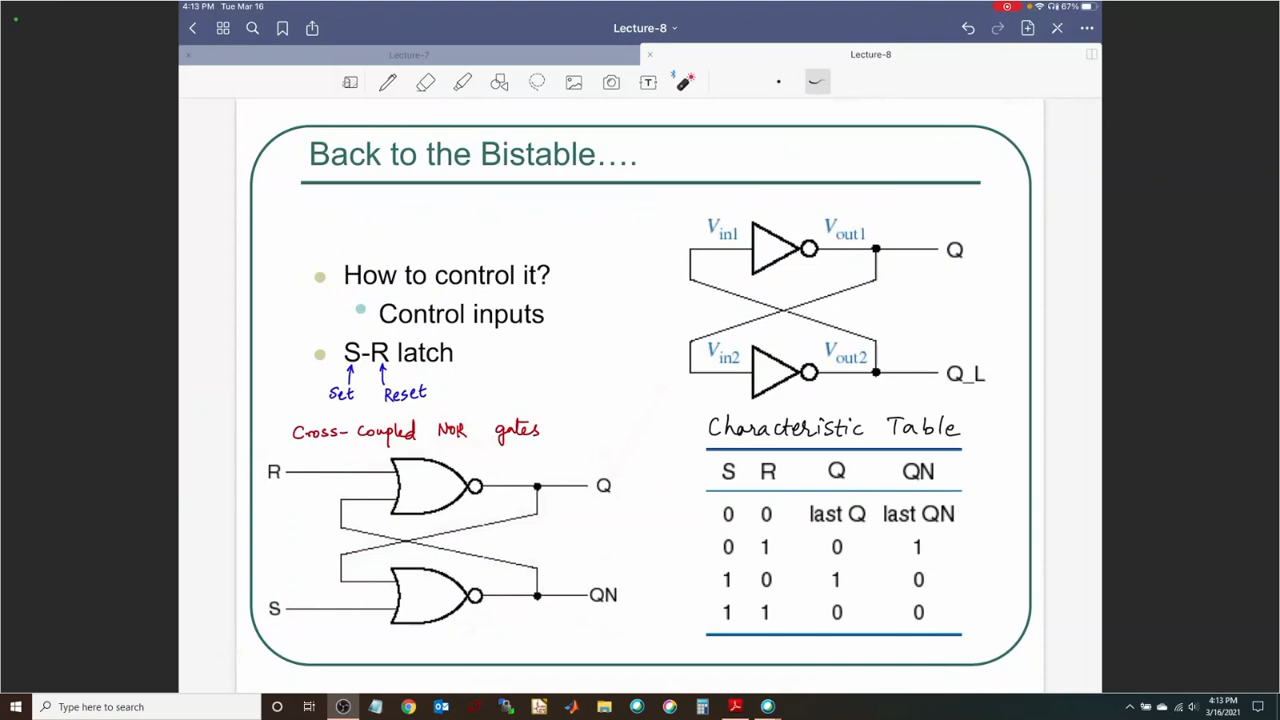 4:13 PM Tue Mar 16
67%
Lecture-8
Lecture-7
Lecture-8
T
Back to the Bistable....
How to control it?
Control inputs
S-R latch
Set Reset
Cross-Coupled NOR gates
R
Q
S
QN
Vin1 Vout1 Q
Vin2 Vout2 Q_L
Characteristic Table
S R Q QN
0 0 last Q last QN
0 1 0 1
1 0 1 0
1 1 0 0
Type here to search
4:13 PM
3/16/2021